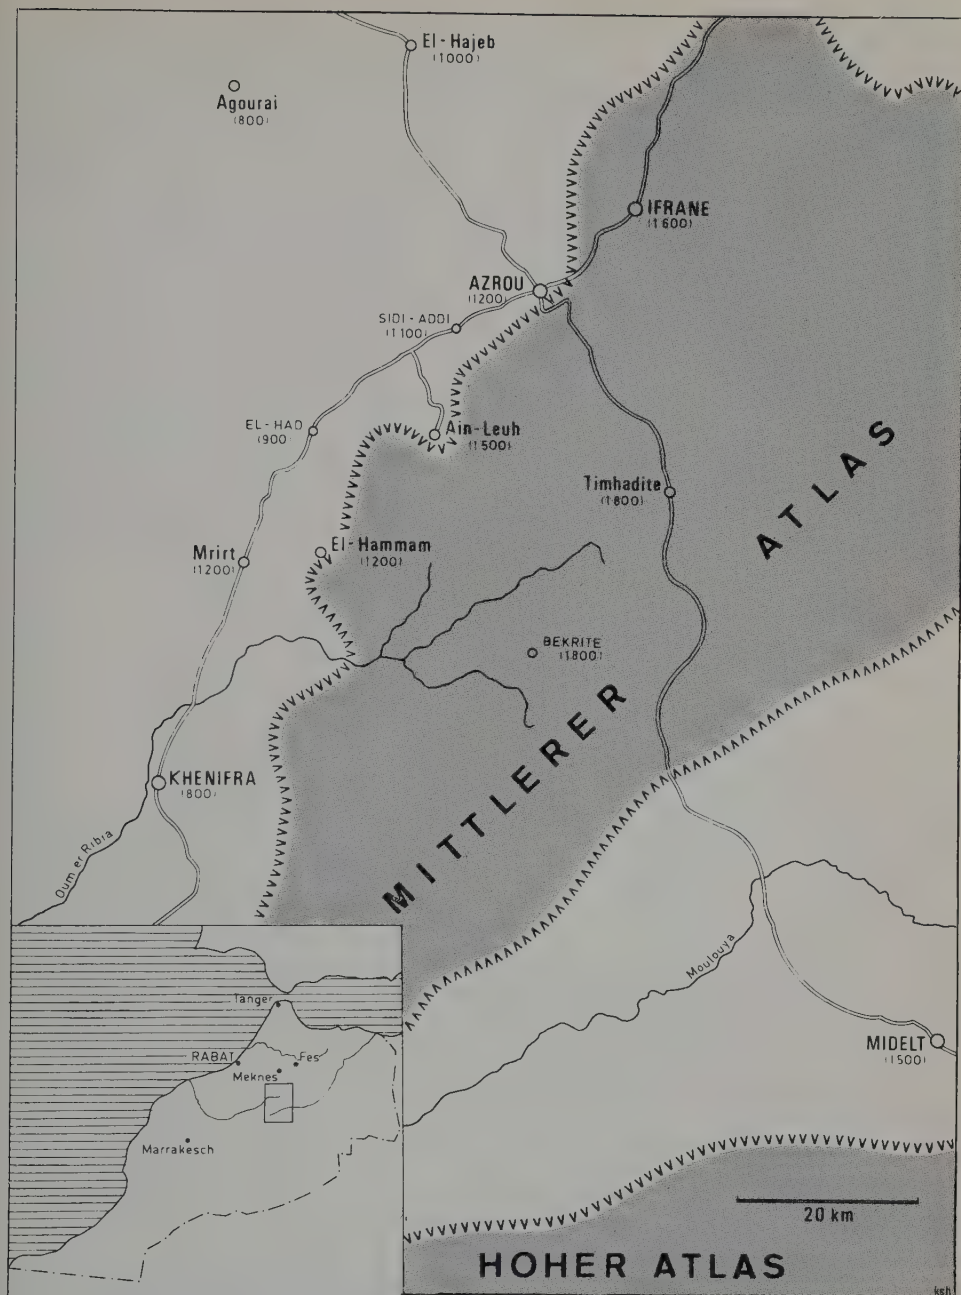 El-Hajeb
(1000)
Agourai
(800)
IFRANE
(1600)
AZROU
(1200)
SIDI-ADDI
(1100)
EL-HAD
(900)
Ain-Leuh
(1500)
Timhadite
(1800)
ATLAS
Mrirt
(1200)
El-Hammam
(1200)
BEKRITE
(1800)
MITTLERER
KHENIFRA
(800)
Oum er Ribia
Moulouya
MIDELT
(1500)
Tanger
RABAT
Fes
Meknes
Marrakesch
20 km
HOHER ATLAS
ksh